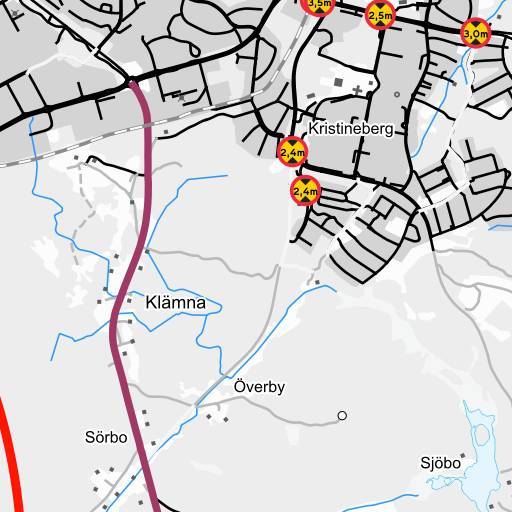 3,5m
2,5m
3,0m
Kristineberg
2,4m
2,4m
Klämna
Överby
Sörbo
Sjöbo